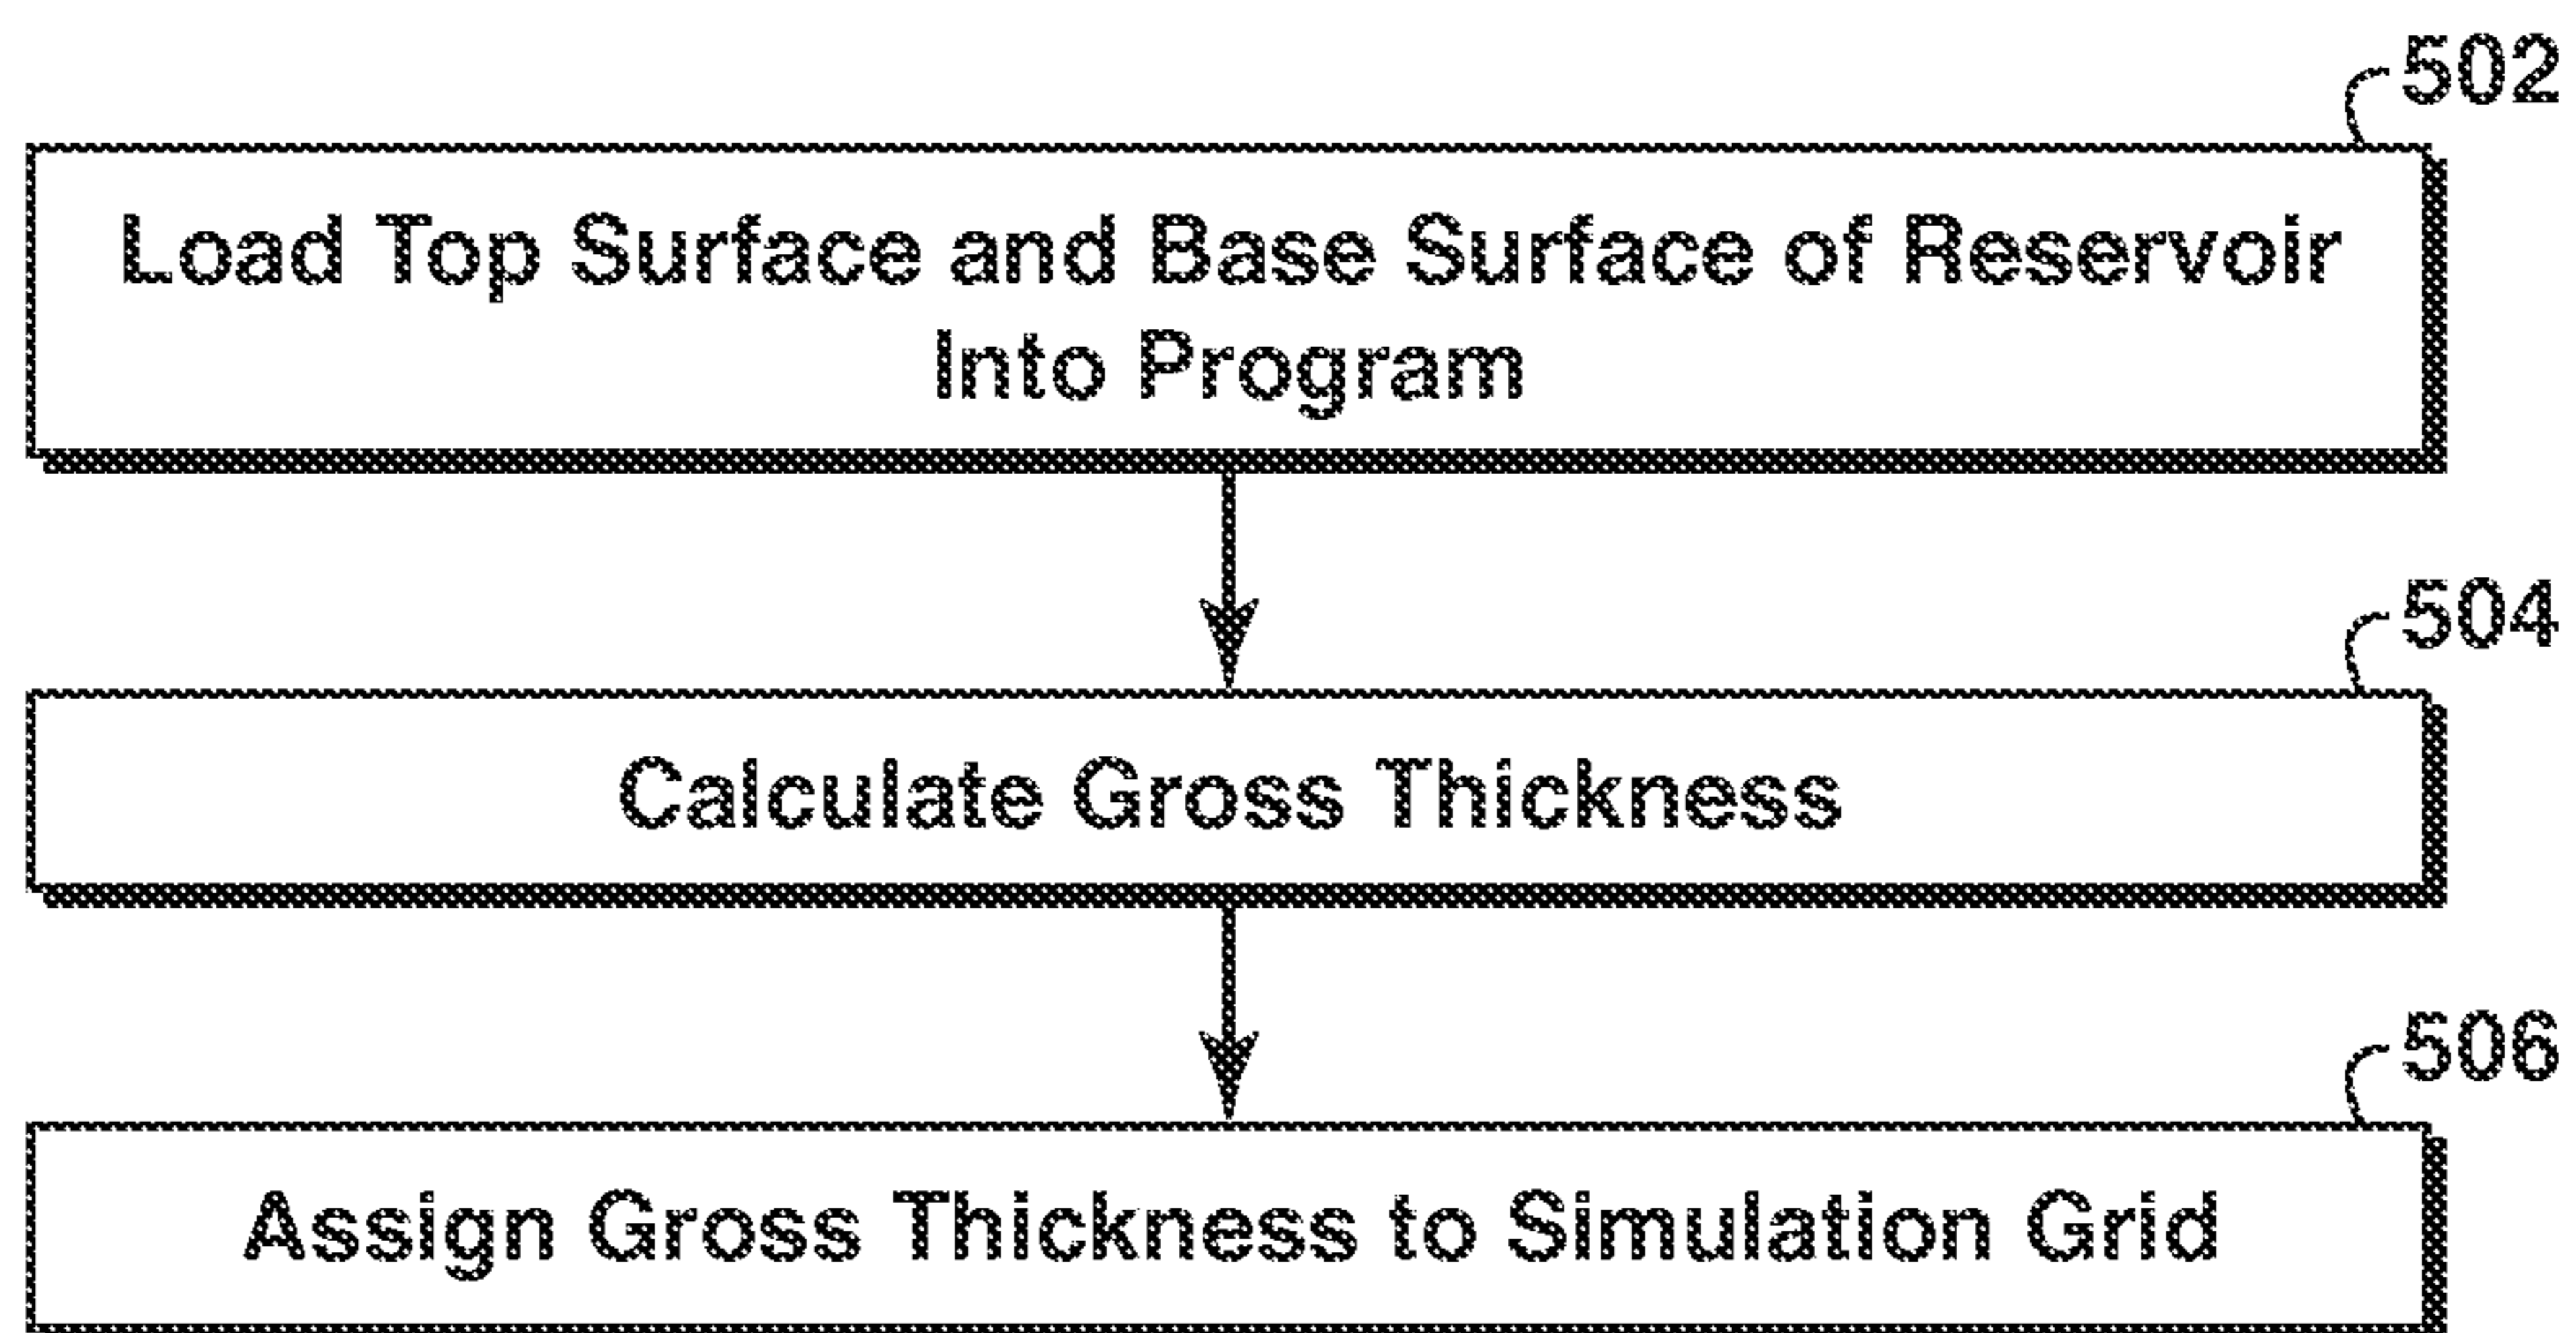 502
Load Top Surface and Base Surface of Reservoir
Into Program
504
Calculate Gross Thickness
506
Assign Gross Thickness to Simulation Grid